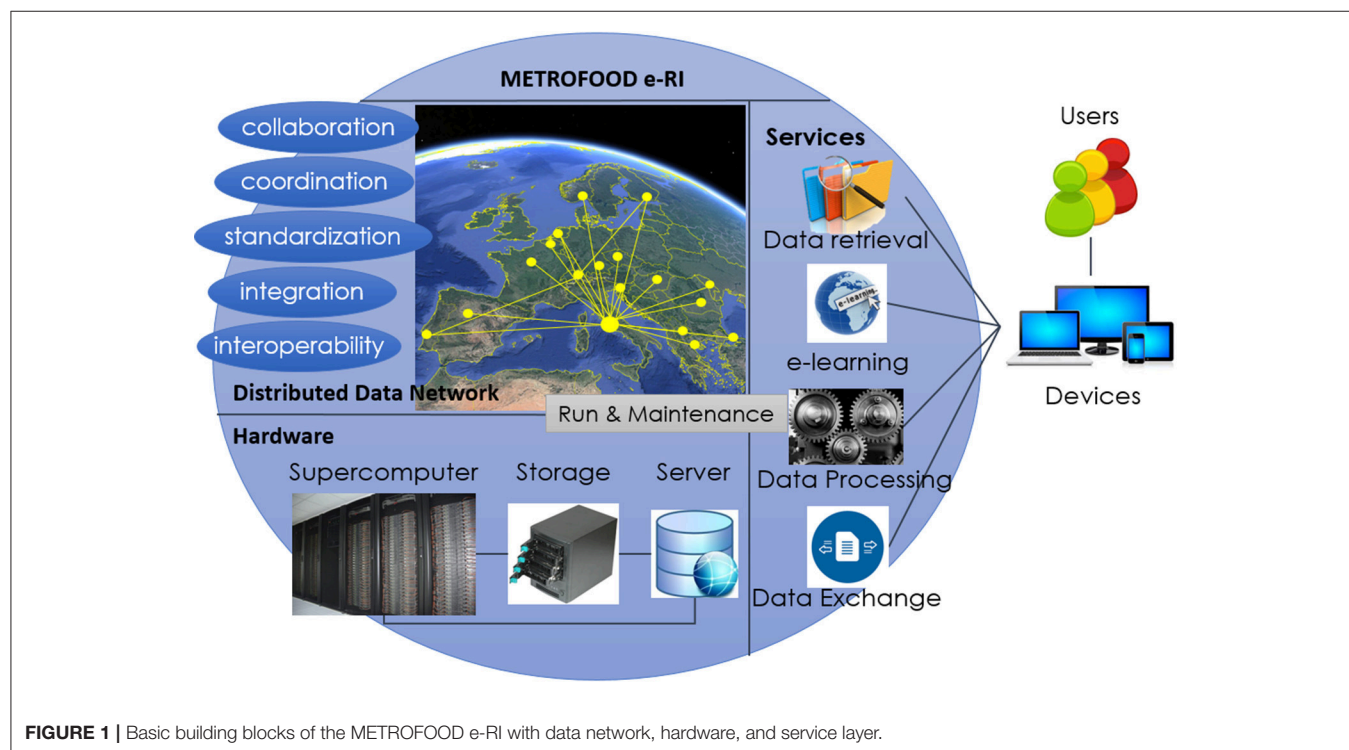 METROFOOD e-RI
collaboration
coordination
standardization
integration
interoperability
Distributed Data Network
Services
Data retrieval
e-learning
e-learning
Data Processing
Data Exchange
Run & Maintenance
Hardware
Supercomputer
Storage
Server
Users
Devices
FIGURE 1 | Basic building blocks of the METROFOOD e-RI with data network, hardware, and service layer.